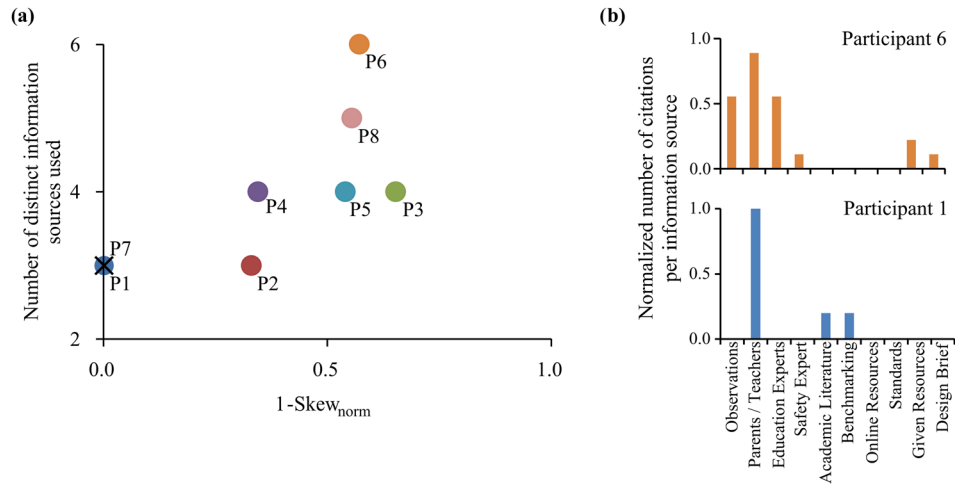 (a)
Number of distinct information
sources used
6
4
2
P6
P8
P4
P5
P3
P7
P1
P2
0.0
0.5
1.0
1-Skewnorm
(b)
Normalized number of citations
per information source
Participant 6
1.0
0.5
0.0
Participant 1
1.0
0.5
0.0
Observations
Parents / Teachers
Education Experts
Safety Expert
Academic Literature
Benchmarking
Online Resources
Standards
Given Resources
Design Brief